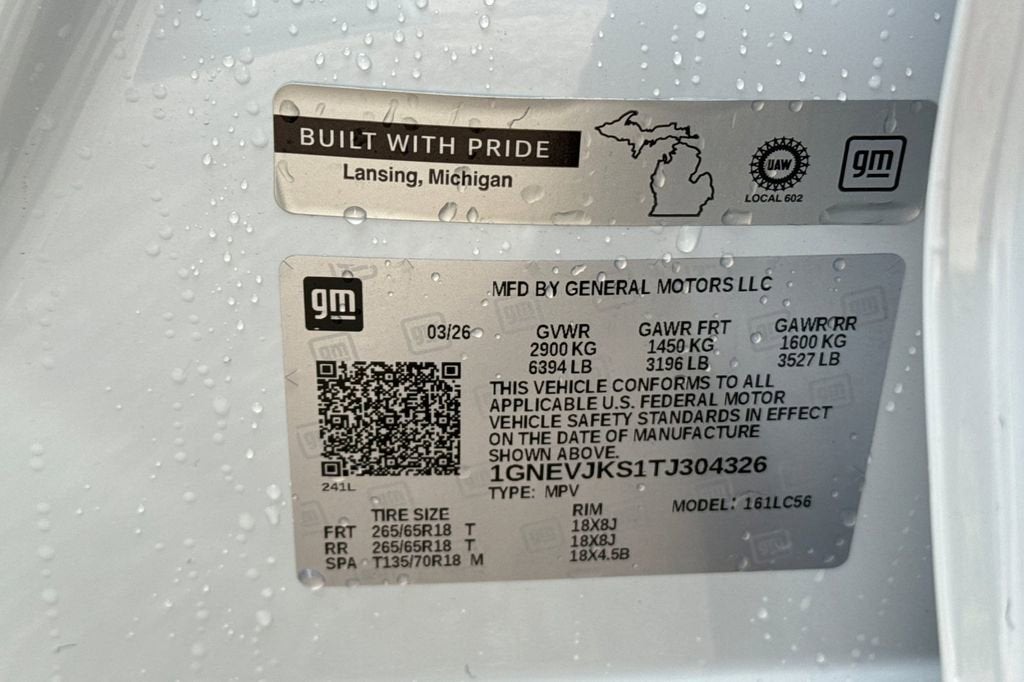 BUILT WITH PRIDE
Lansing, Michigan
UAW
LOCAL 602
gm
gm
MFD BY GENERAL MOTORS LLC
03/26 GVWR GAWR FRT GAWR RR
2900 KG 1450 KG 1600 KG
6394 LB 3196 LB 3527 LB
THIS VEHICLE CONFORMS TO ALL
APPLICABLE U.S. FEDERAL MOTOR
VEHICLE SAFETY STANDARDS IN EFFECT
ON THE DATE OF MANUFACTURE
SHOWN ABOVE.
1GNEVJKS1TJ304326
241L
TYPE: MPV MODEL: 161LC56
TIRE SIZE RIM
FRT 265/65R18 T 18X8J
RR 265/65R18 T 18X8J
SPA T135/70R18 M 18X4.5B